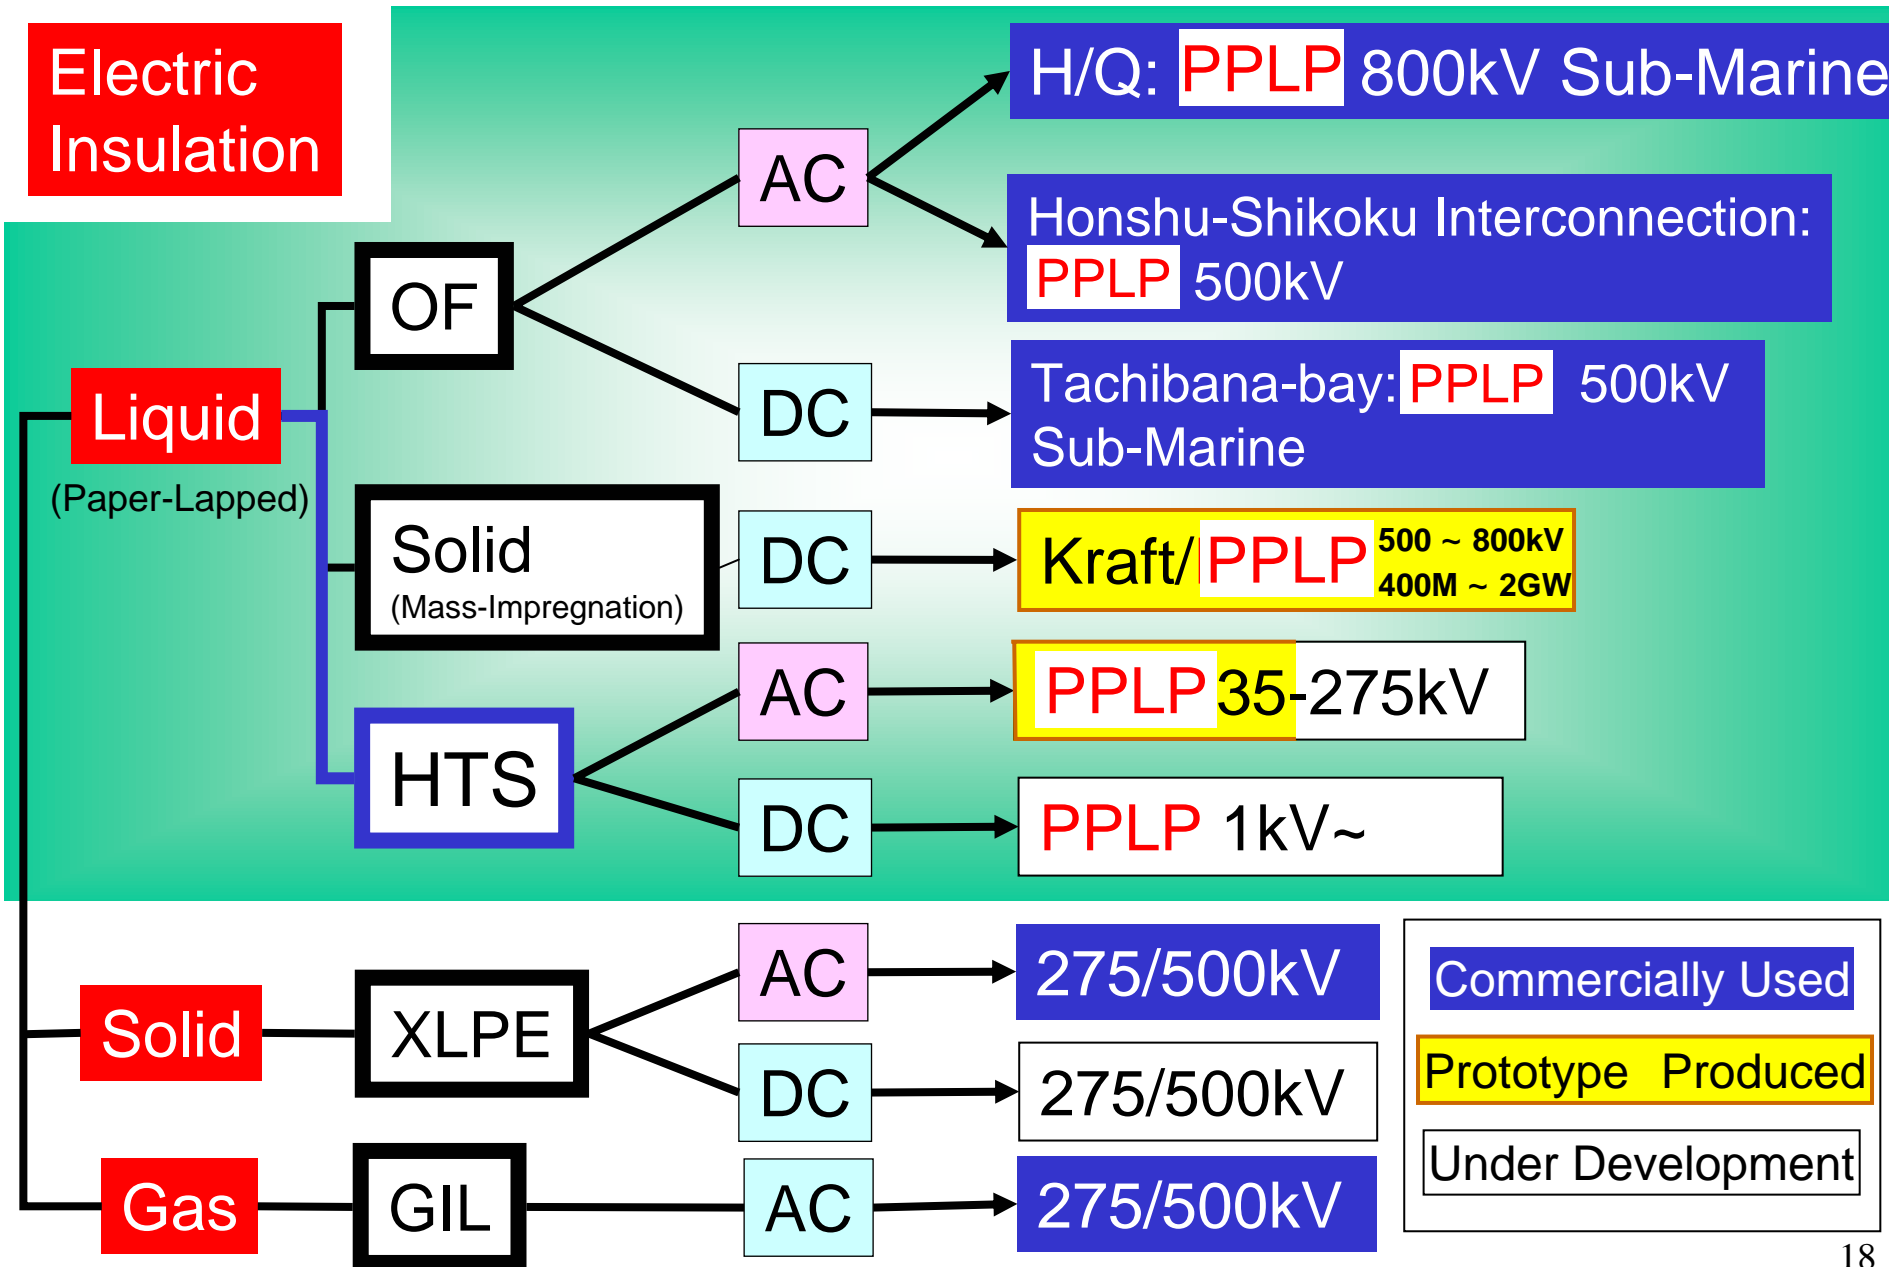 Electric
Insulation
H/Q: PPLP 800kV Sub-Marine
AC
Honshu-Shikoku Interconnection:
PPLP 500kV
OF
Liquid
(Paper-Lapped)
DC
Tachibana-bay: PPLP 500kV
Sub-Marine
Solid
(Mass-Impregnation)
DC
Kraft/PPLP 500 ~ 800kV
400M ~ 2GW
AC
PPLP 35-275kV
HTS
DC
PPLP 1kV~
AC
275/500kV
Solid
XLPE
DC
275/500kV
Gas
GIL
AC
275/500kV
Commercially Used
Prototype Produced
Under Development
18